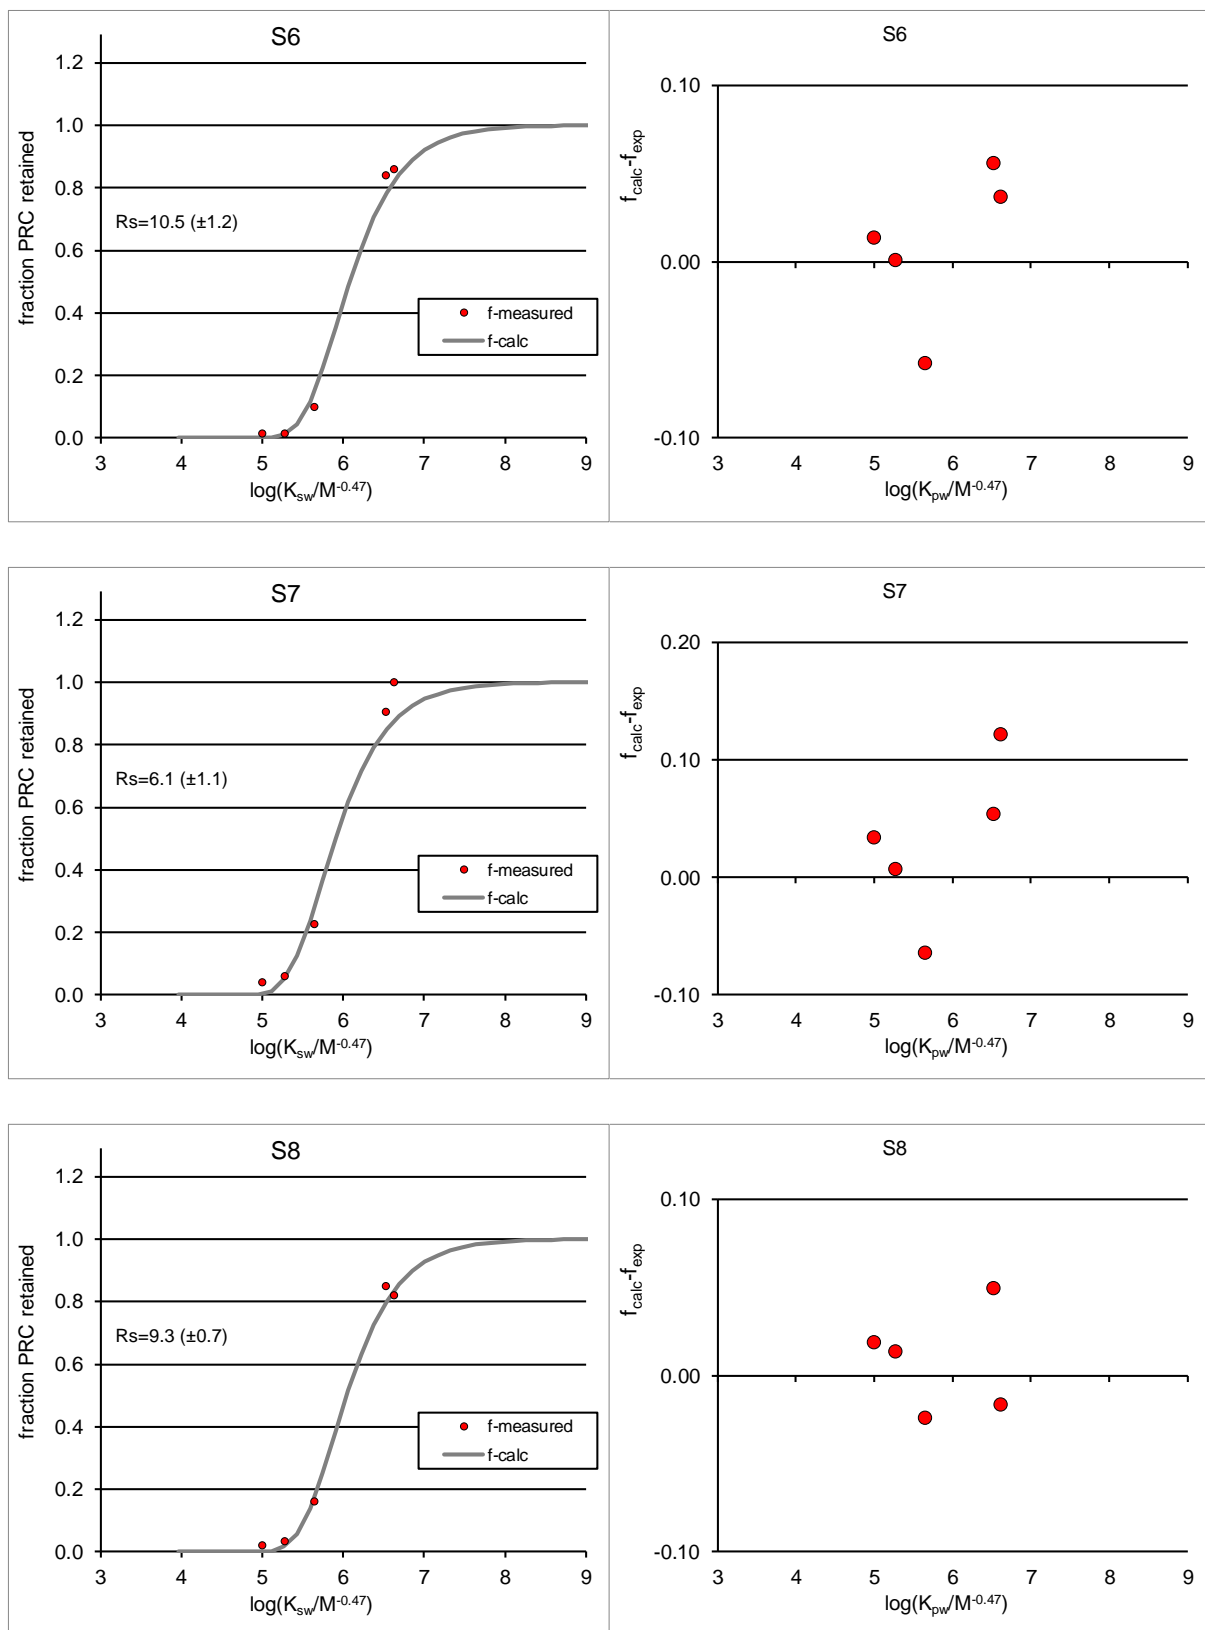 S6
1.2
1.0
0.8
0.6
0.4
0.2
0.0
fraction PRC retained
Rs=10.5 (±1.2)
f-measured
f-calc
3 4 5 6 7 8 9
log(Ksw/M-0.47)
S6
0.10
0.00
-0.10
fcalc-fexp
3 4 5 6 7 8 9
log(Kpw/M-0.47)
S7
1.2
1.0
0.8
0.6
0.4
0.2
0.0
fraction PRC retained
Rs=6.1 (±1.1)
f-measured
f-calc
3 4 5 6 7 8 9
log(Ksw/M-0.47)
S7
0.20
0.10
0.00
-0.10
fcalc-fexp
3 4 5 6 7 8 9
log(Kpw/M-0.47)
S8
1.2
1.0
0.8
0.6
0.4
0.2
0.0
fraction PRC retained
Rs=9.3 (±0.7)
f-measured
f-calc
3 4 5 6 7 8 9
log(Ksw/M-0.47)
S8
0.10
0.00
-0.10
fcalc-fexp
3 4 5 6 7 8 9
log(Kpw/M-0.47)